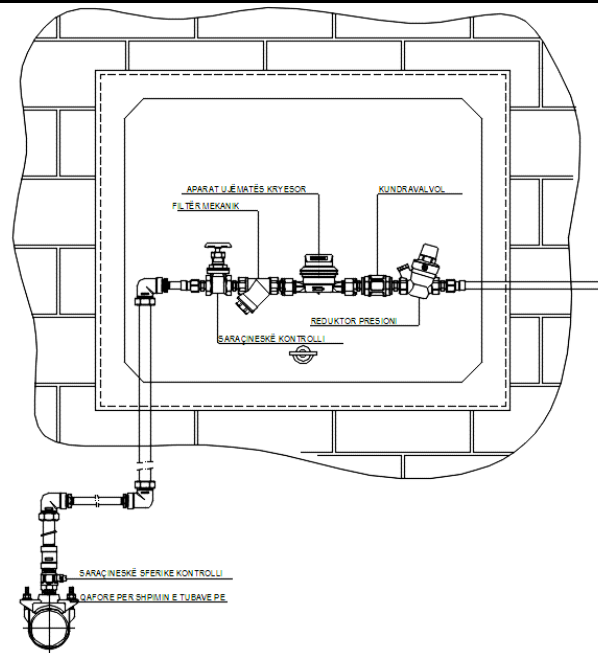 APARAT UJËMATËS KRYESOR
KUNDRAVALVOL
FILTËR MEKANIK
REDUKTOR PRESIONI
SARAÇINESKË KONTROLLI
SARAÇINESKË SFERIKE KONTROLLI
QAFORE PER SHPIMIN E TUBAVE PE